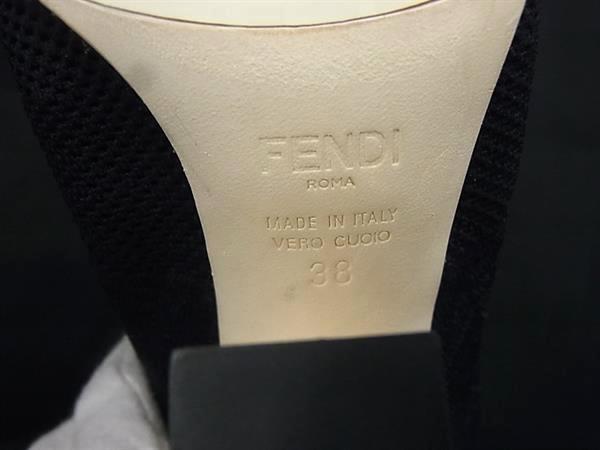 FENDI
ROMA
MADE IN ITALY
VERO CUOIO
38